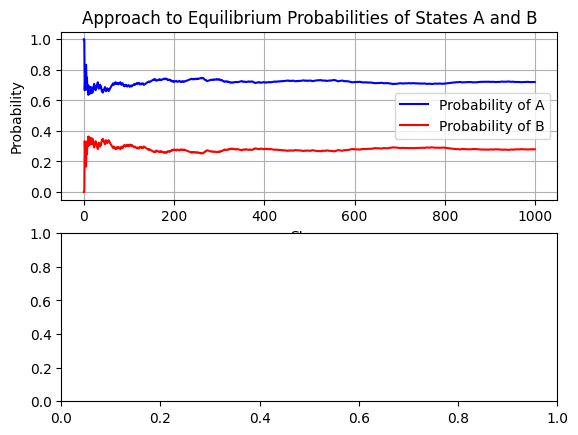 Approach to Equilibrium Probabilities of States A and B
1.0
0.8
0.6
0.4
0.2
0.0
Probability
Probability of A
Probability of B
0 200 400 600 800 1000
1.0
0.8
0.6
0.4
0.2
0.0
0.0 0.2 0.4 0.6 0.8 1.0